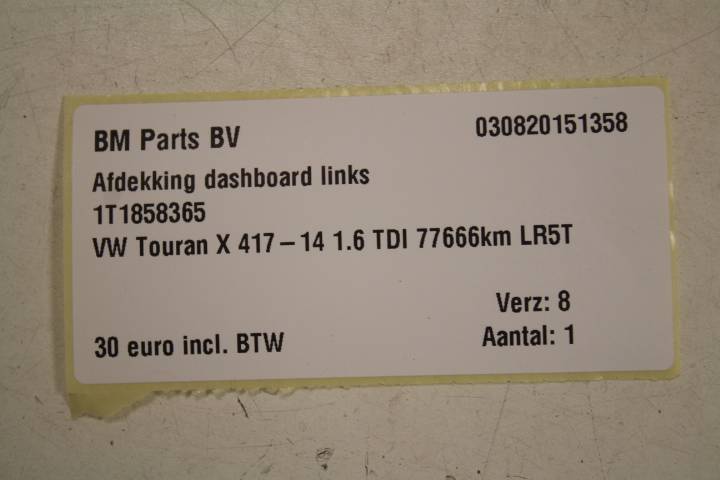 BM Parts BV 030820151358
Afdekking dashboard links
1T1858365
VW Touran X 417 – 14 1.6 TDI 77666km LR5T
Verz: 8
30 euro incl. BTW Aantal: 1